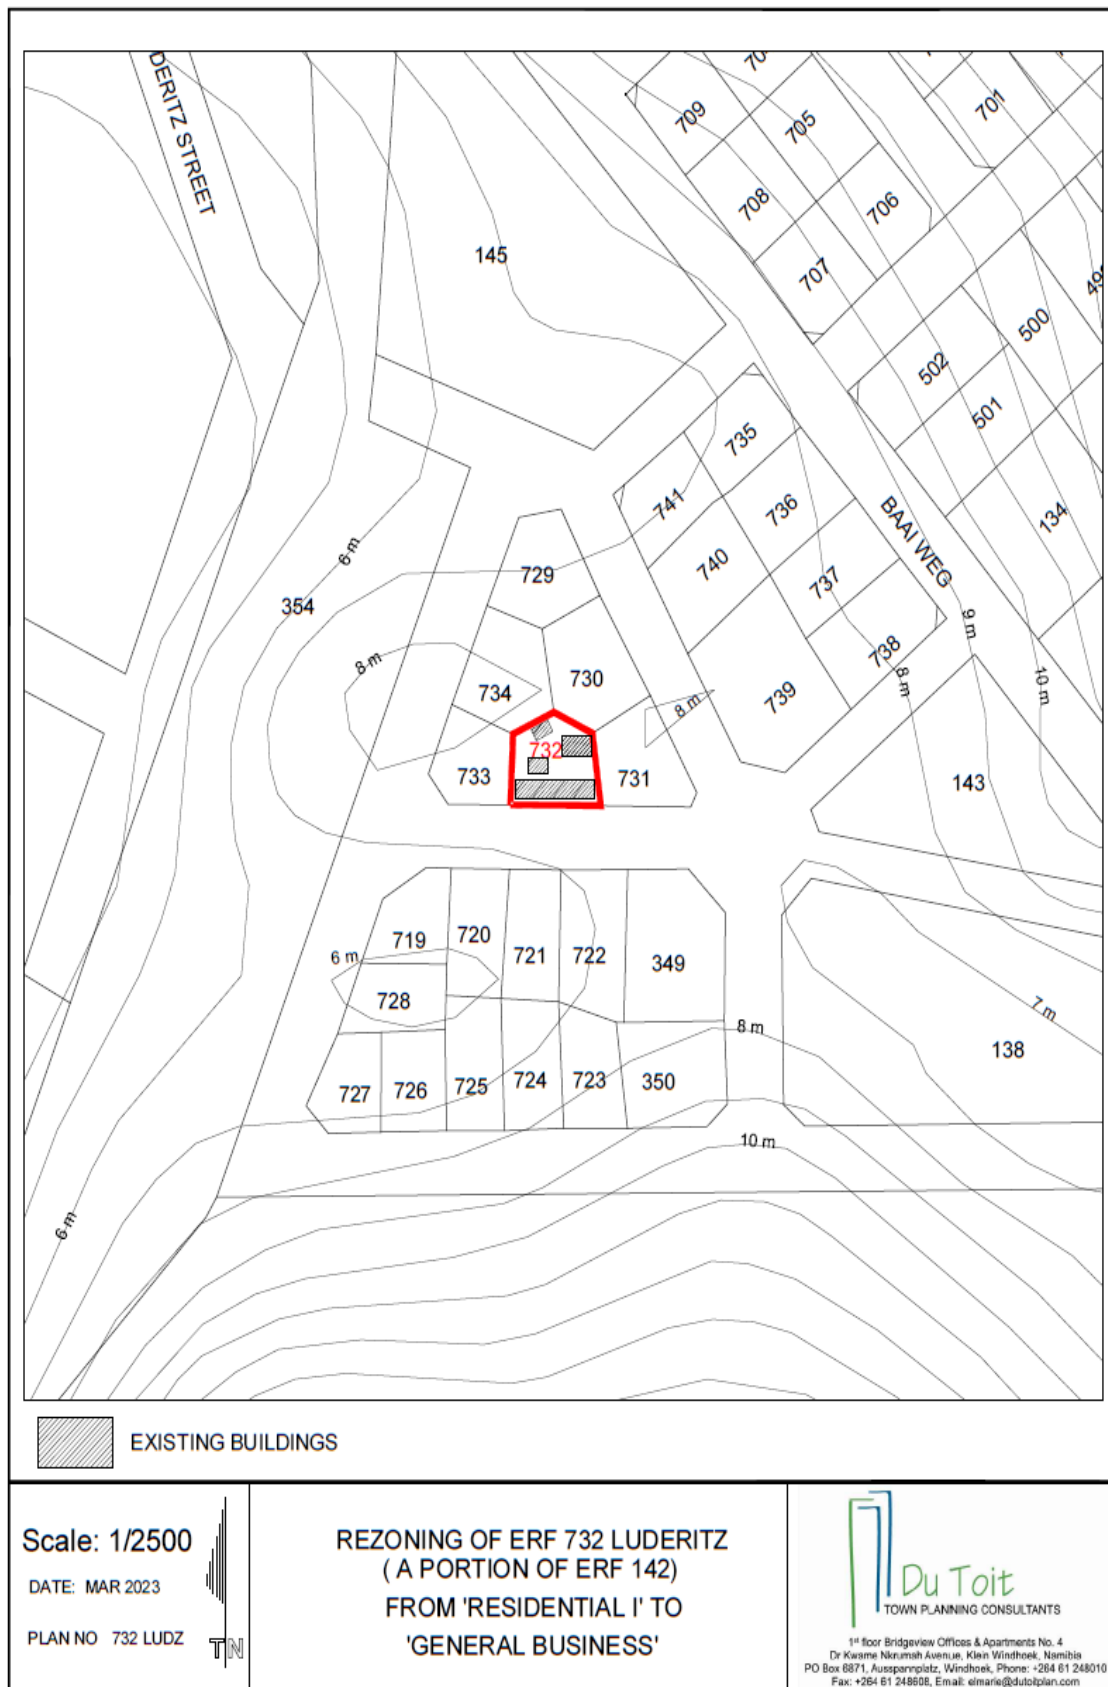 DERITZ STREET
704
709
705
701
708
706
707
145
499
500
502
501
735
741
736
134
740
BAAI WEG
737
6 m
729
354
9 m
738
8 m
730
734
8 m
10 m
739
8 m
732
733
731
143
719
720
721
722
349
6 m
728
7 m
8 m
138
727
726
725
724
723
350
10 m
6 m
EXISTING BUILDINGS
Scale: 1/2500
DATE: MAR 2023
PLAN NO 732 LUDZ
TN
REZONING OF ERF 732 LUDERITZ
( A PORTION OF ERF 142)
FROM 'RESIDENTIAL I' TO
'GENERAL BUSINESS'
Du Toit
TOWN PLANNING CONSULTANTS
1st floor Bridgeview Offices & Apartments No. 4
Dr Kwame Nkrumah Avenue, Klein Windhoek, Namibia
PO Box 6871, Ausspannplatz, Windhoek, Phone: +264 61 248010
Fax: +264 61 248608, Email: elmarie@dutoitplan.com